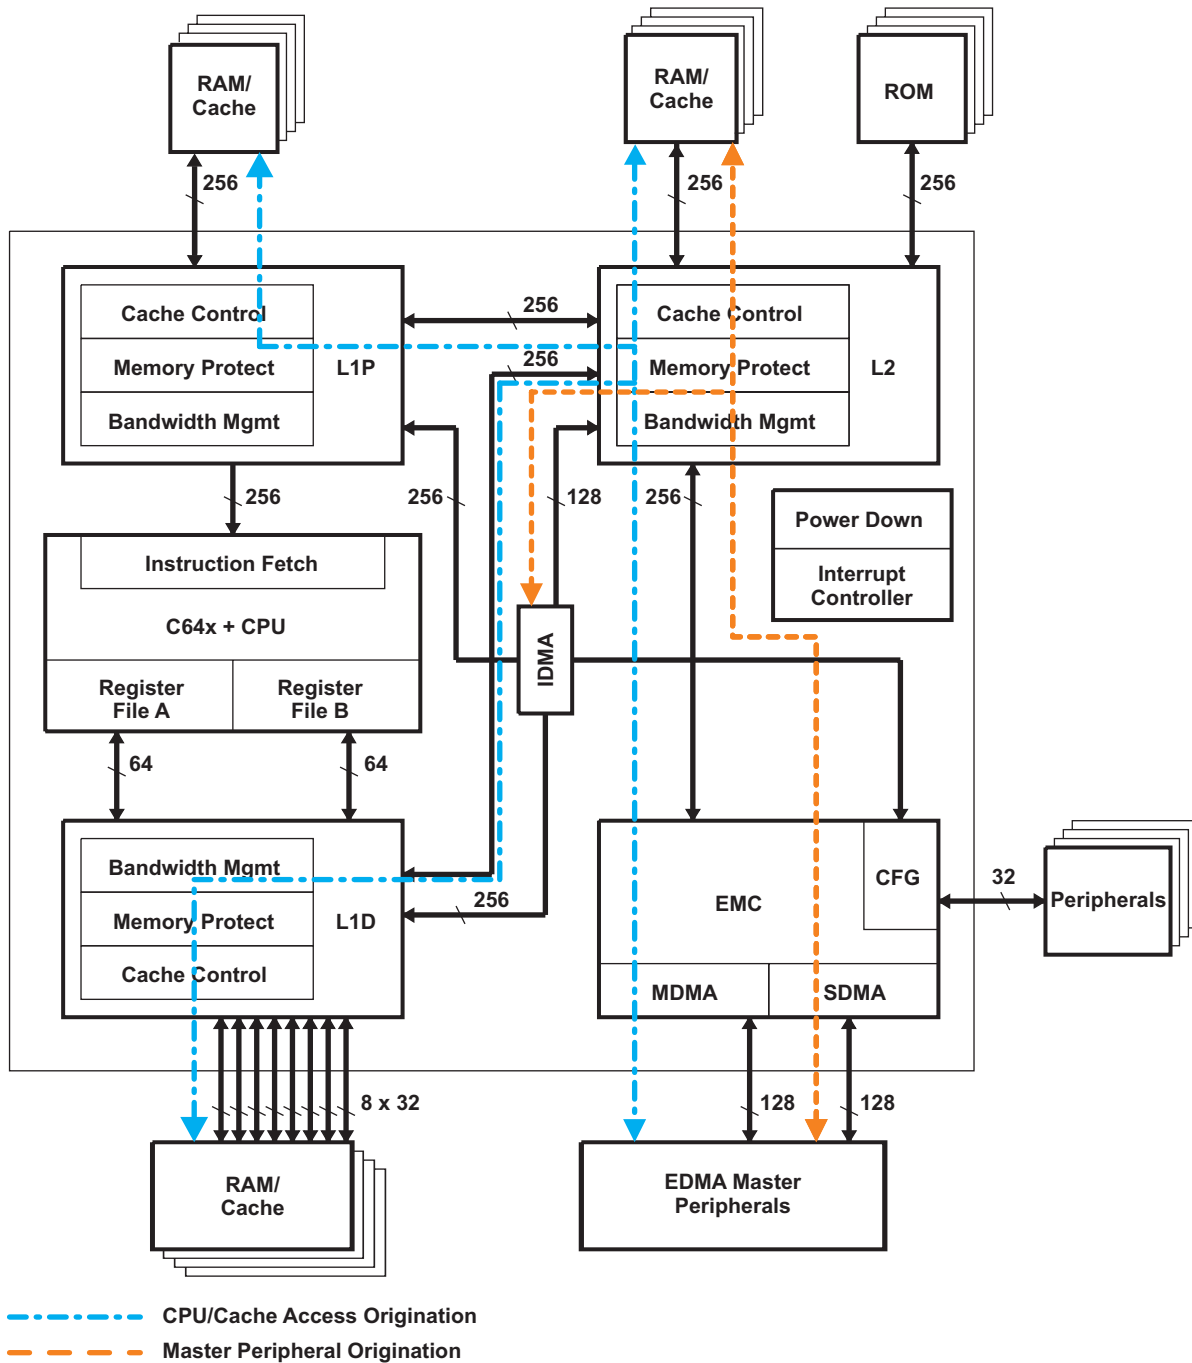 RAM/
Cache
RAM/
Cache
ROM
256
256
256
Cache Control
Memory Protect
Bandwidth Mgmt
L1P
256
256
Cache Control
Memory Protect
Bandwidth Mgmt
L2
256
256
128
256
Power Down
Interrupt
Controller
Instruction Fetch
C64x + CPU
Register
File A
Register
File B
IDMA
64
64
Bandwidth Mgmt
Memory Protect
Cache Control
L1D
256
EMC
CFG
MDMA
SDMA
32
Peripherals
8 x 32
128
128
RAM/
Cache
EDMA Master
Peripherals
CPU/Cache Access Origination
Master Peripheral Origination